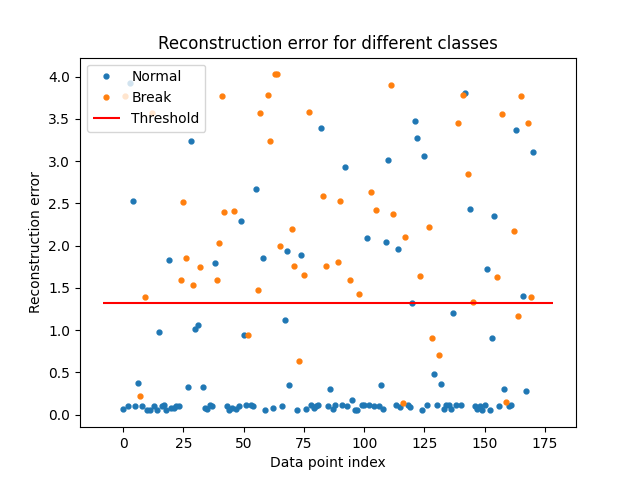 Reconstruction error for different classes
Normal
Break
Threshold
Reconstruction error
4.0
3.5
3.0
2.5
2.0
1.5
1.0
0.5
0.0
0 25 50 75 100 125 150 175
Data point index